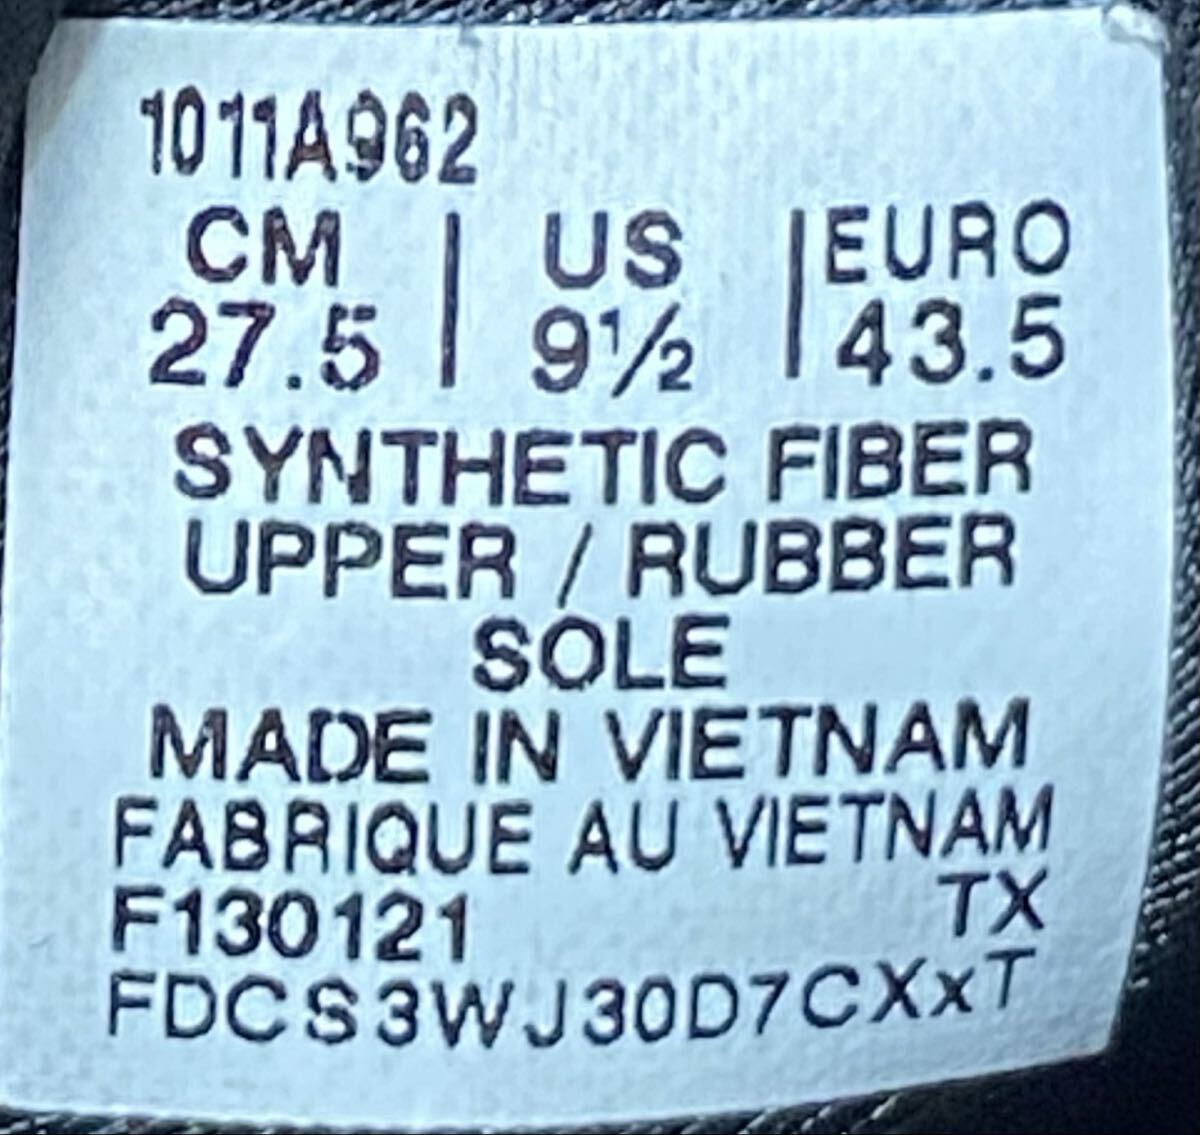 1011A962
CM | US | EURO
27.5 | 9½ | 43.5
SYNTHETIC FIBER
UPPER / RUBBER
SOLE
MADE IN VIETNAM
FABRIQUE AU VIETNAM
F130121 TX
FDCS3WJ30D7CXxT